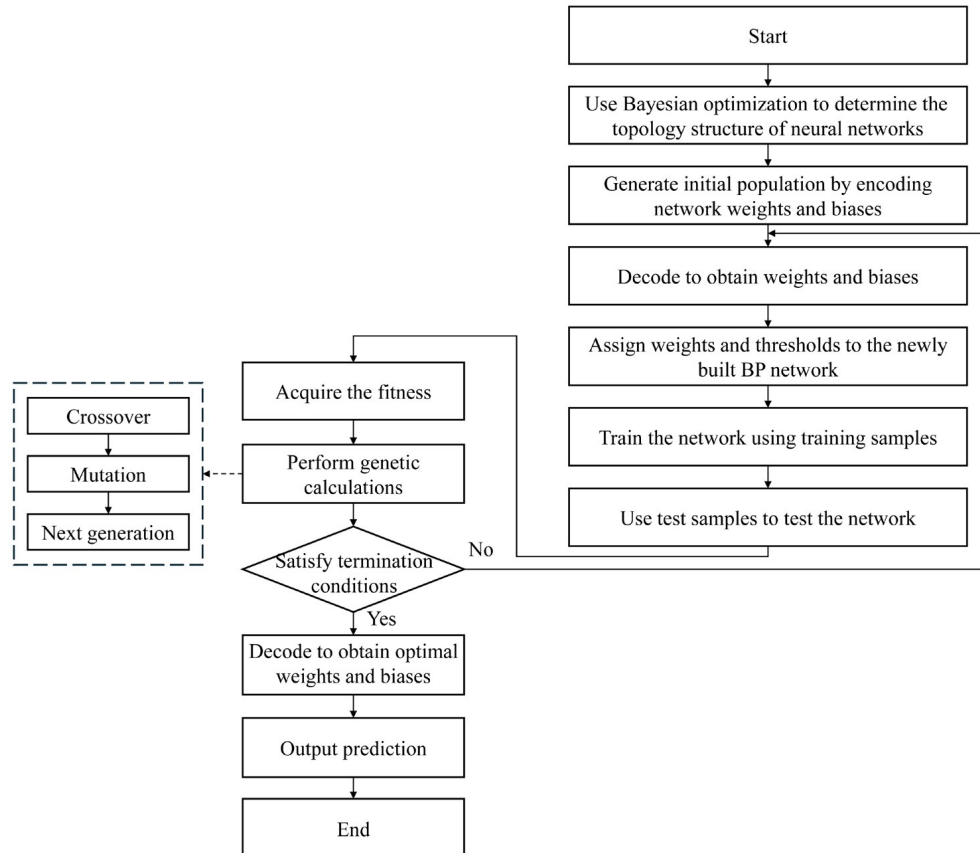 Start
Use Bayesian optimization to determine the
topology structure of neural networks
Generate initial population by encoding
network weights and biases
Decode to obtain weights and biases
Assign weights and thresholds to the newly
built BP network
Train the network using training samples
Use test samples to test the network
Acquire the fitness
Perform genetic
calculations
Crossover
Mutation
Next generation
Satisfy termination
conditions
No
Yes
Decode to obtain optimal
weights and biases
Output prediction
End